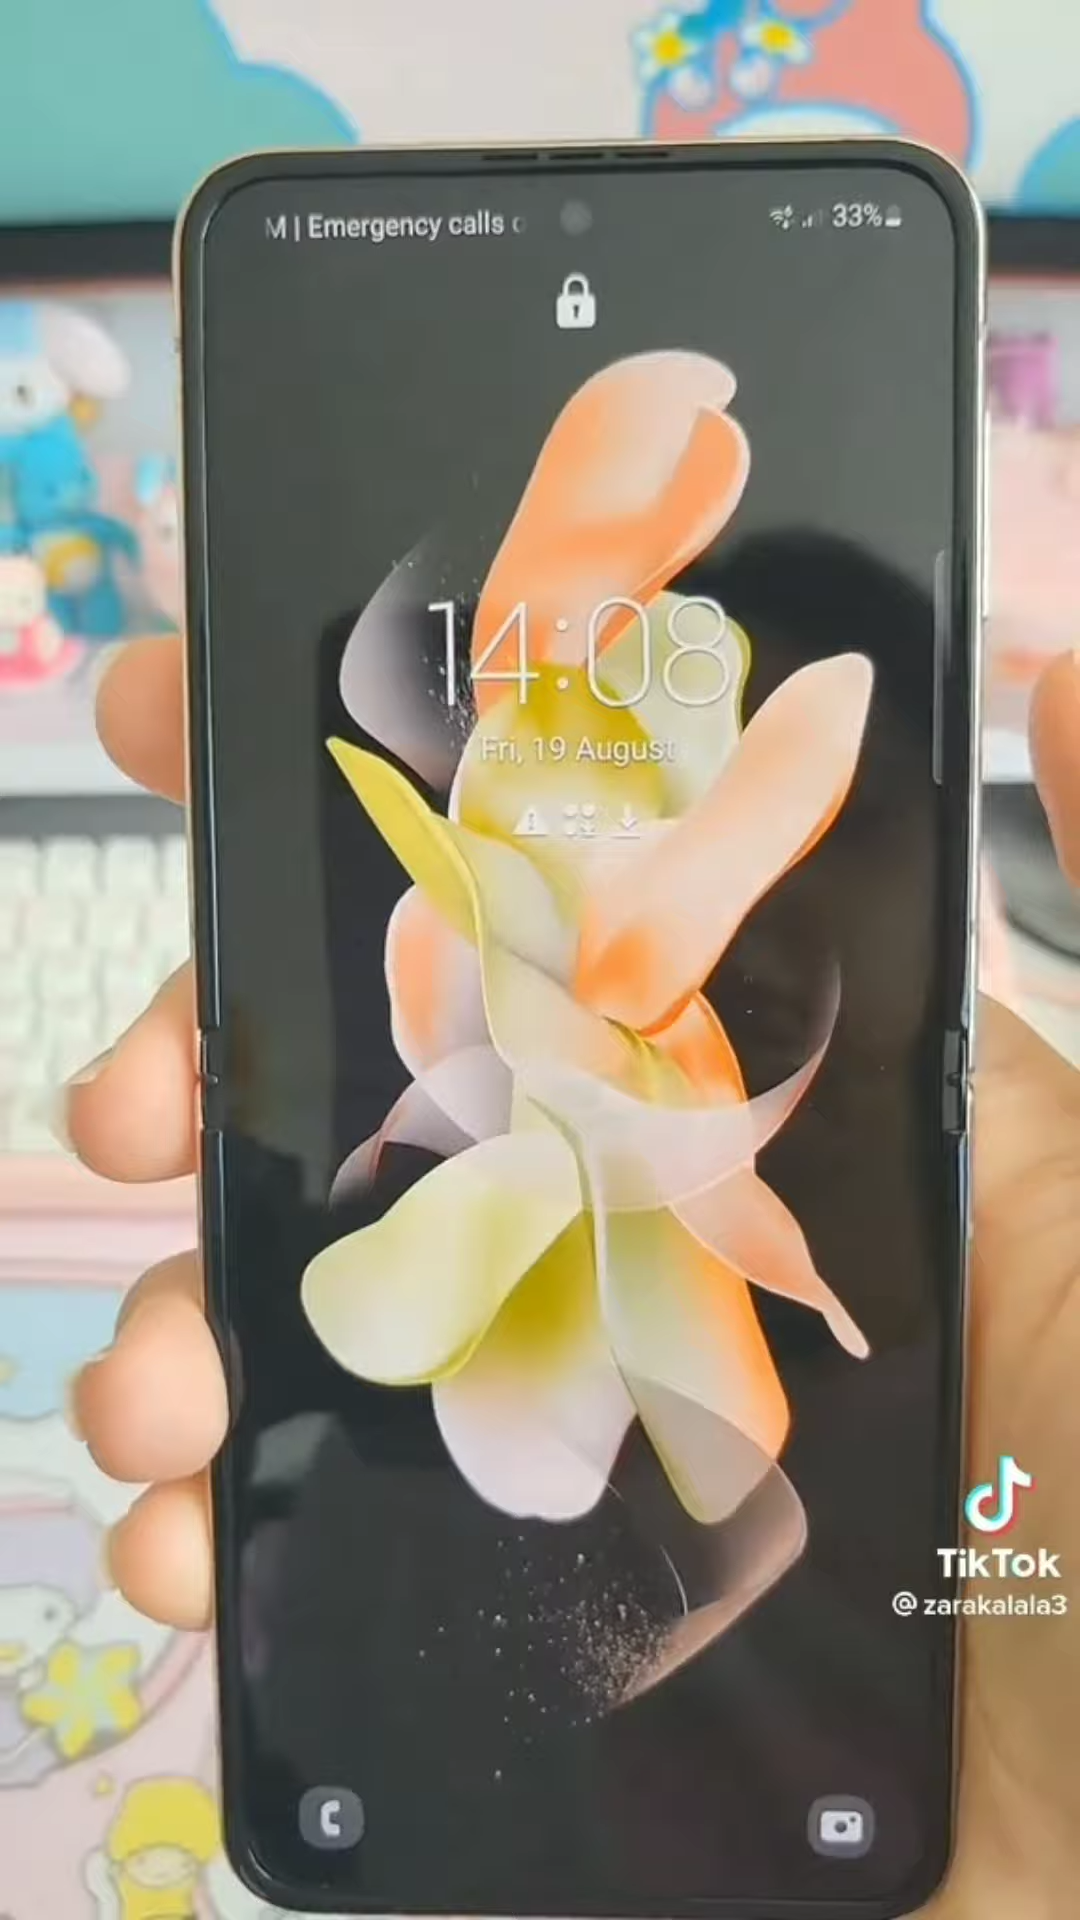 M | Emergency calls
33%
14:08
Fri, 19 August
TikTok
@zarakalala3